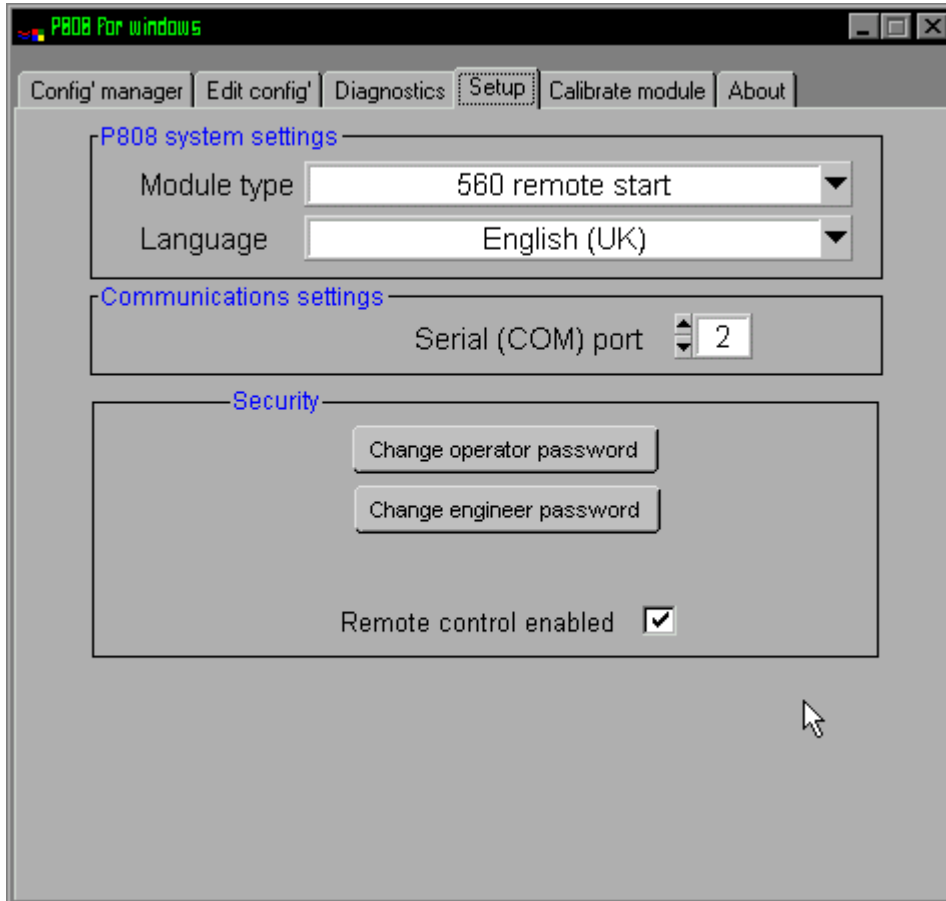 P808 For windows
Config' manager Edit config' Diagnostics Setup Calibrate module About
P808 system settings
Module type 560 remote start
Language English (UK)
Communications settings
Serial (COM) port 2
Security
Change operator password
Change engineer password
Remote control enabled